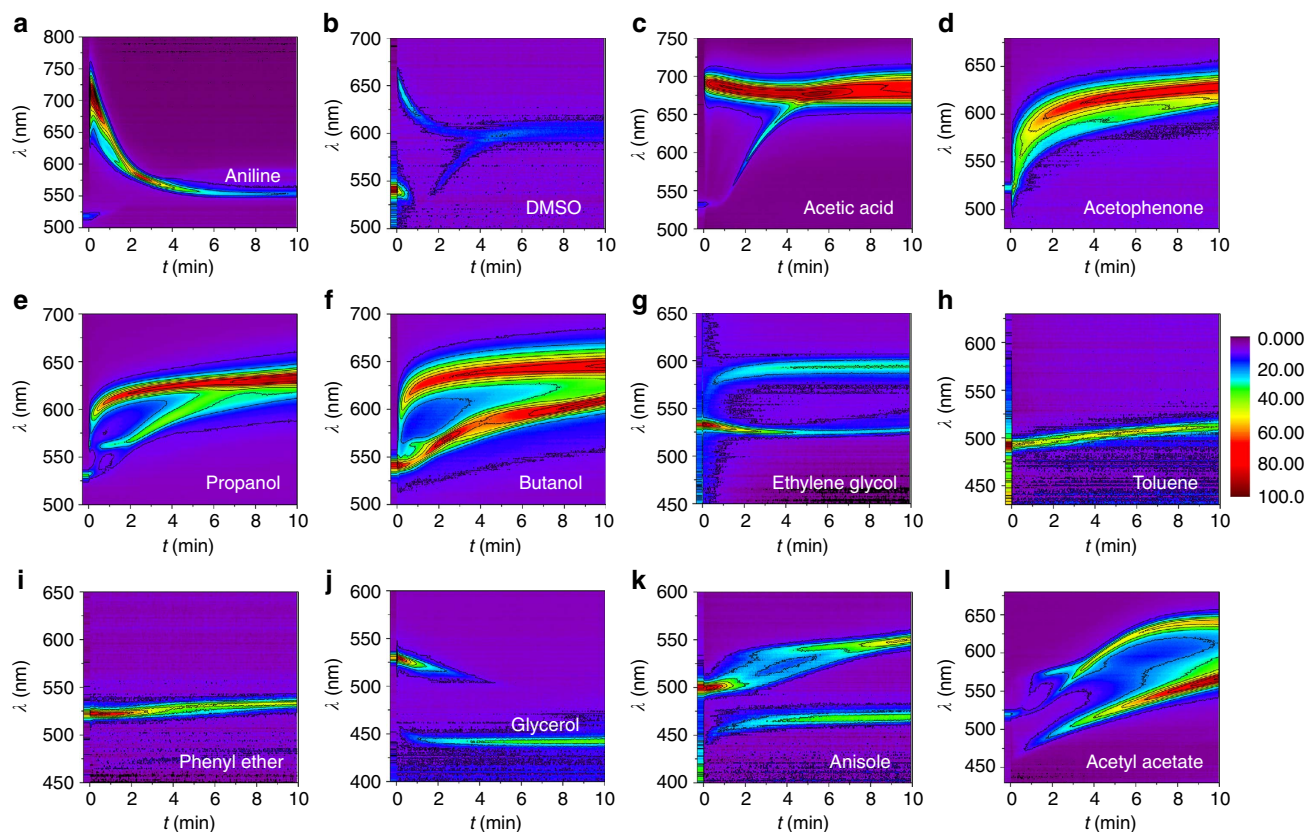 a
800
750
700
650
600
550
500
λ (nm)
Aniline
0 2 4 6 8 10
t (min)
b
700
650
600
550
500
λ (nm)
DMSO
0 2 4 6 8 10
t (min)
c
750
700
650
600
550
500
λ (nm)
Acetic acid
0 2 4 6 8 10
t (min)
d
650
600
550
500
λ (nm)
Acetophenone
0 2 4 6 8 10
t (min)
e
700
650
600
550
500
λ (nm)
Propanol
0 2 4 6 8 10
t (min)
f
700
650
600
550
500
λ (nm)
Butanol
0 2 4 6 8 10
t (min)
g
650
600
550
500
450
λ (nm)
Ethylene glycol
0 2 4 6 8 10
t (min)
h
600
550
500
450
λ (nm)
Toluene
0 2 4 6 8 10
t (min)
0.000
20.00
40.00
60.00
80.00
100.0
i
650
600
550
500
450
λ (nm)
Phenyl ether
0 2 4 6 8 10
t (min)
j
600
550
500
450
400
λ (nm)
Glycerol
0 2 4 6 8 10
t (min)
k
600
550
500
450
400
λ (nm)
Anisole
0 2 4 6 8 10
t (min)
l
650
600
550
500
450
λ (nm)
Acetyl acetate
0 2 4 6 8 10
t (min)